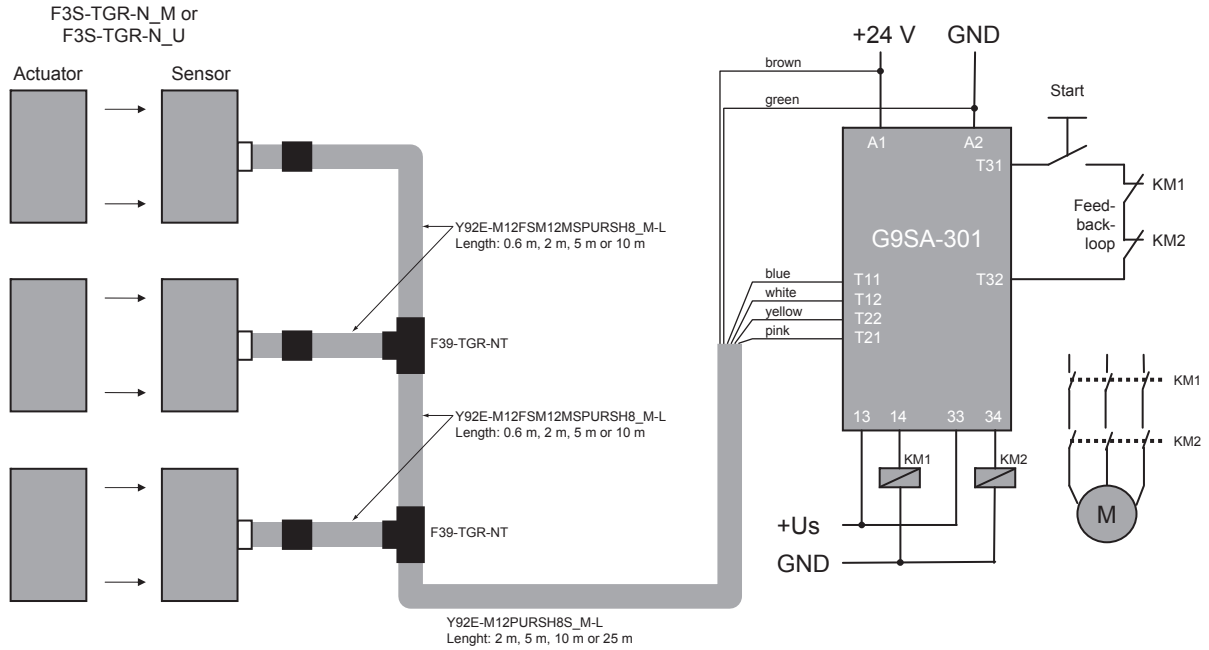 F3S-TGR-N_M or
F3S-TGR-N_U
Actuator
Sensor
Y92E-M12FSM12MSPURSH8_M-L
Length: 0.6 m, 2 m, 5 m or 10 m
F39-TGR-NT
Y92E-M12FSM12MSPURSH8_M-L
Length: 0.6 m, 2 m, 5 m or 10 m
F39-TGR-NT
Y92E-M12PURSH8S_M-L
Lenght: 2 m, 5 m, 10 m or 25 m
+24 V
GND
brown
green
blue
white
yellow
pink
A1
A2
T31
G9SA-301
T11
T12
T22
T21
T32
13
14
33
34
Start
KM1
Feed-
back-
loop
KM2
KM1
KM2
+Us
GND
KM1
KM2
M